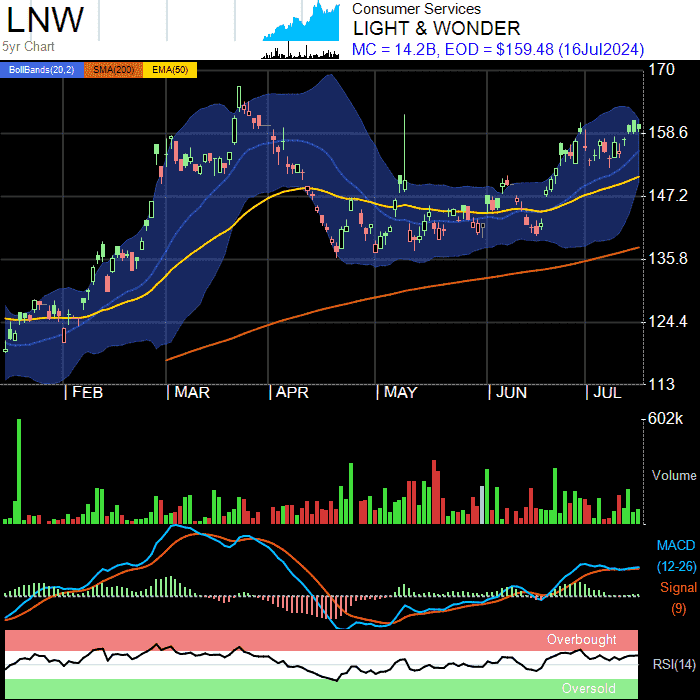 LNW
5yr Chart
Consumer Services
LIGHT & WONDER
MC = 14.2B, EOD = $159.48 (16Jul2024)
BollBands(20,2) SMA(200) EMA(50)
170
158.6
147.2
135.8
124.4
113
FEB MAR APR MAY JUN JUL
602k
Volume
MACD
(12-26)
Signal
(9)
Overbought
RSI(14)
Oversold